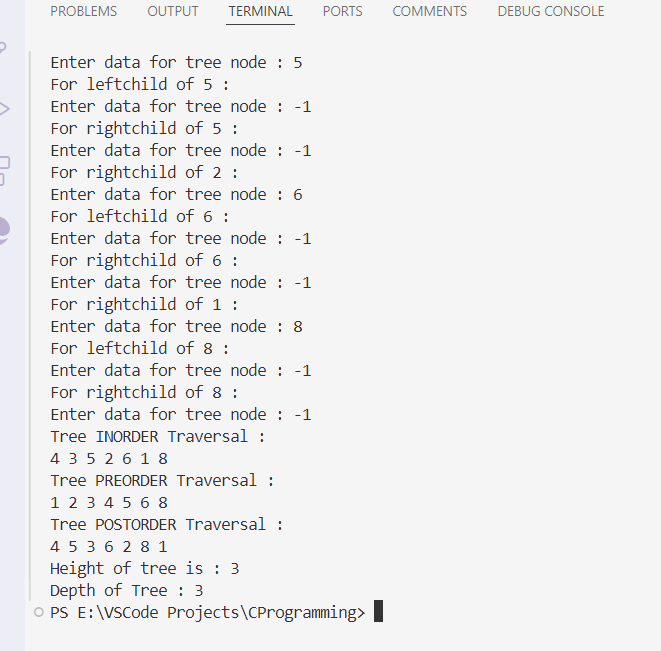 PROBLEMS OUTPUT TERMINAL PORTS COMMENTS DEBUG CONSOLE
Enter data for tree node : 5
For leftchild of 5 :
Enter data for tree node : -1
For rightchild of 5 :
Enter data for tree node : -1
For rightchild of 2 :
Enter data for tree node : 6
For leftchild of 6 :
Enter data for tree node : -1
For rightchild of 6 :
Enter data for tree node : -1
For rightchild of 1 :
Enter data for tree node : 8
For leftchild of 8 :
Enter data for tree node : -1
For rightchild of 8 :
Enter data for tree node : -1
Tree INORDER Traversal :
4 3 5 2 6 1 8
Tree PREORDER Traversal :
1 2 3 4 5 6 8
Tree POSTORDER Traversal :
4 5 3 6 2 8 1
Height of tree is : 3
Depth of Tree : 3
PS E:\VSCode Projects\CProgramming>